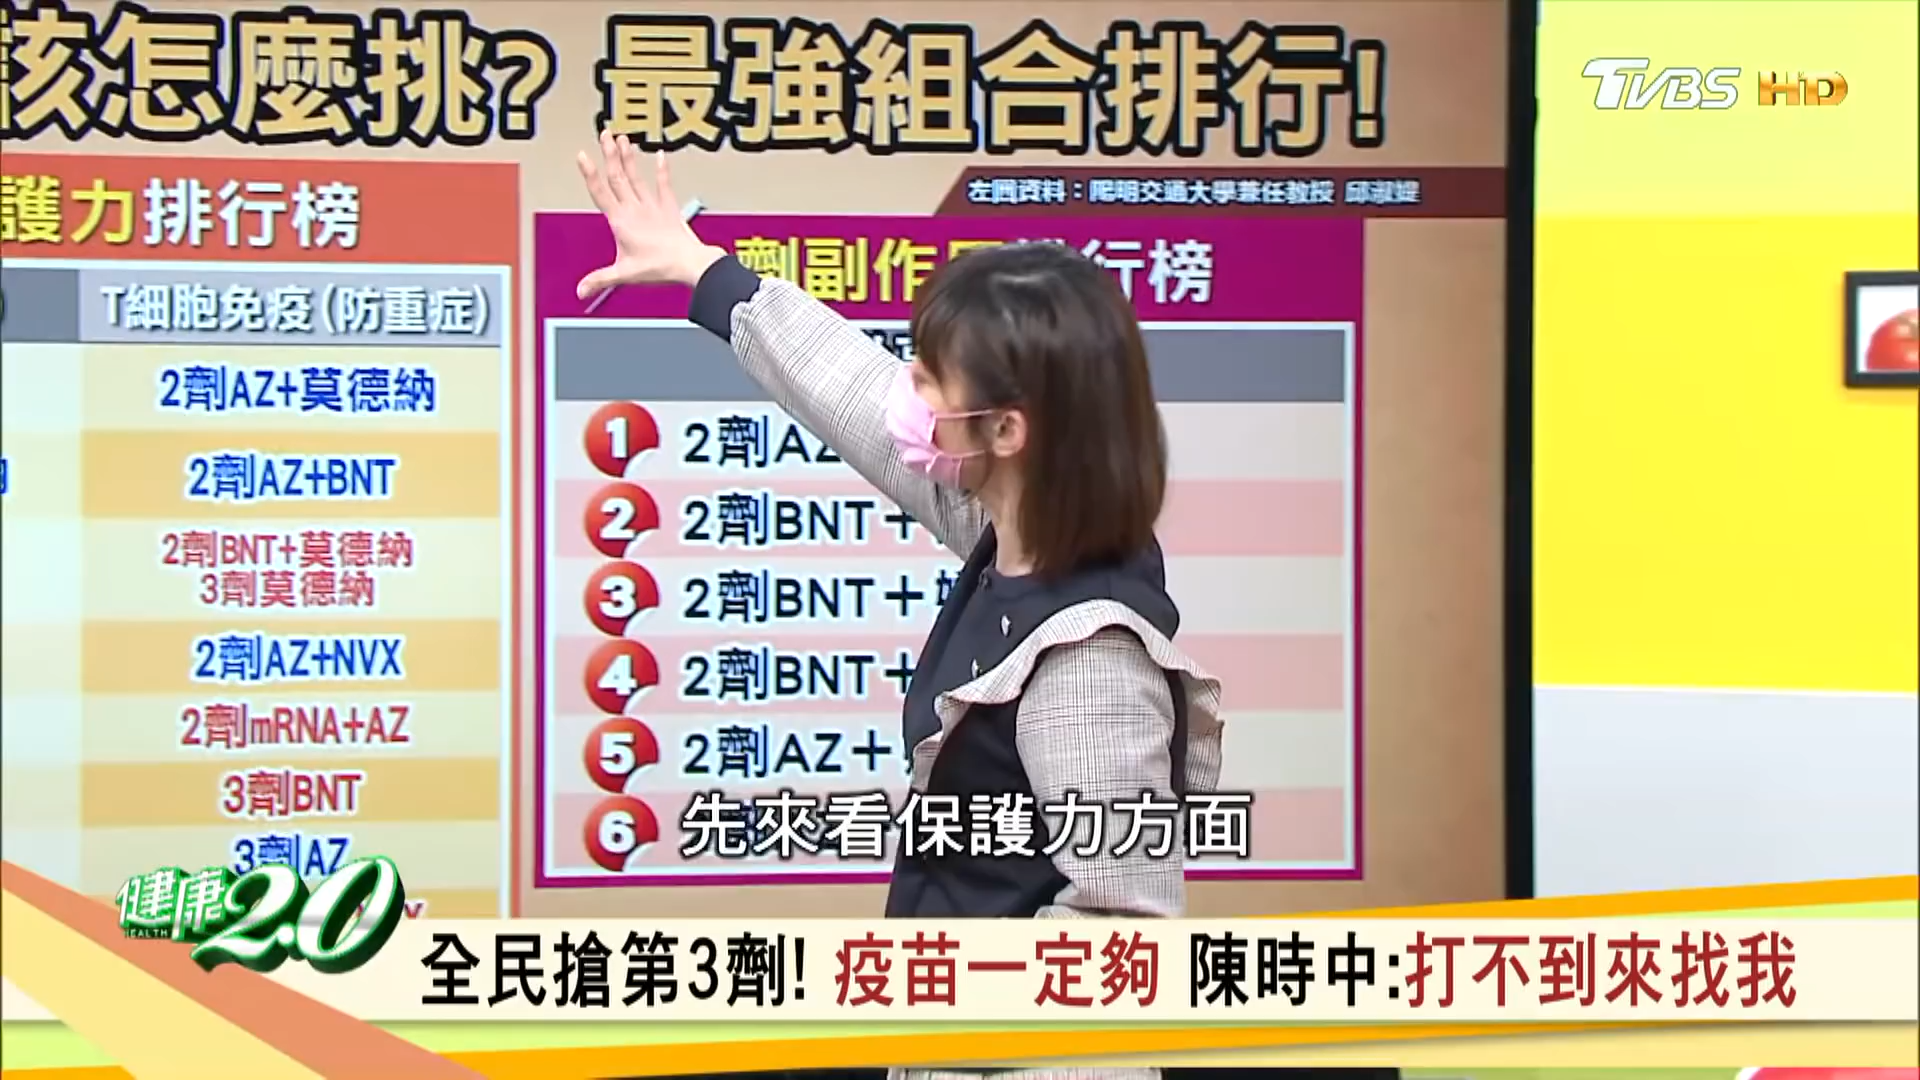 該怎麼挑? 最強組合排行!
TVBS HD
左圖資料：陽明交通大學兼任教授 邱淑媞
護力排行榜
T細胞免疫(防重症)
2劑AZ+莫德納
2劑AZ+BNT
2劑BNT+莫德納
3劑莫德納
2劑AZ+NVX
2劑mRNA+AZ
3劑BNT
3劑AZ
劑副作 行榜
1 2劑AZ
2 2劑BNT＋
3 2劑BNT＋
4 2劑BNT＋
5 2劑AZ＋
6
先來看保護力方面
健康2.0
HEALTH
全民搶第3劑! 疫苗一定夠 陳時中:打不到來找我